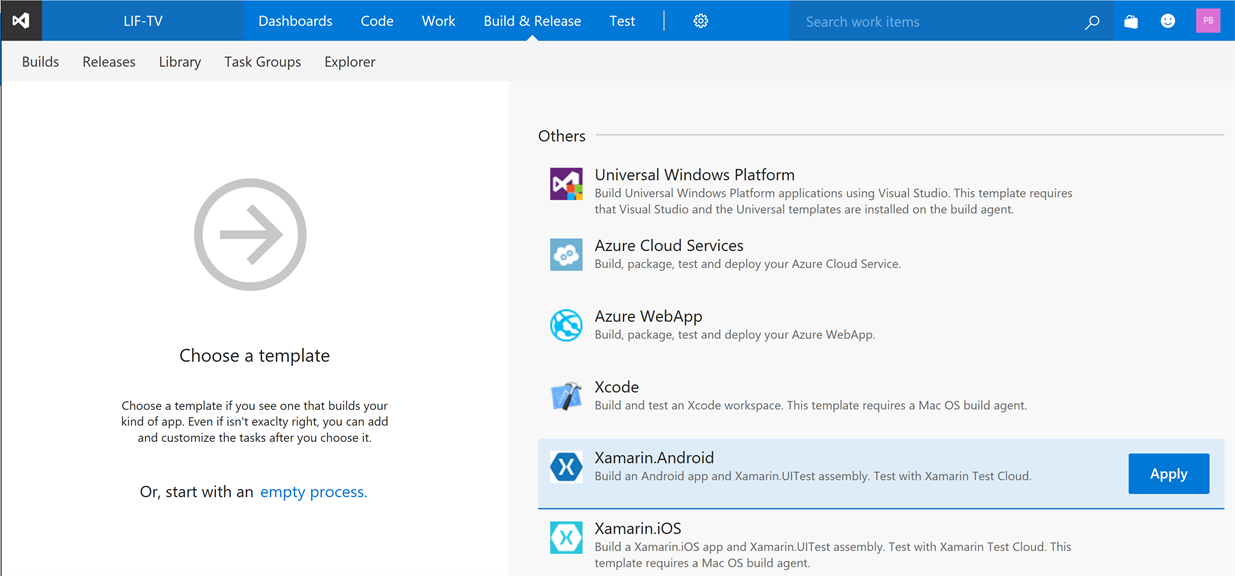 LIF-TV Dashboards Code Work Build & Release Test Search work items PB
Builds Releases Library Task Groups Explorer
Choose a template
Choose a template if you see one that builds your
kind of app. Even if isn't exaclty right, you can add
and customize the tasks after you choose it.
Or, start with an empty process.
Others
Universal Windows Platform
Build Universal Windows Platform applications using Visual Studio. This template requires
that Visual Studio and the Universal templates are installed on the build agent.
Azure Cloud Services
Build, package, test and deploy your Azure Cloud Service.
Azure WebApp
Build, package, test and deploy your Azure WebApp.
Xcode
Build and test an Xcode workspace. This template requires a Mac OS build agent.
Xamarin.Android
Build an Android app and Xamarin.UITest assembly. Test with Xamarin Test Cloud.
Apply
Xamarin.iOS
Build a Xamarin.iOS app and Xamarin.UITest assembly. Test with Xamarin Test Cloud. This
template requires a Mac OS build agent.